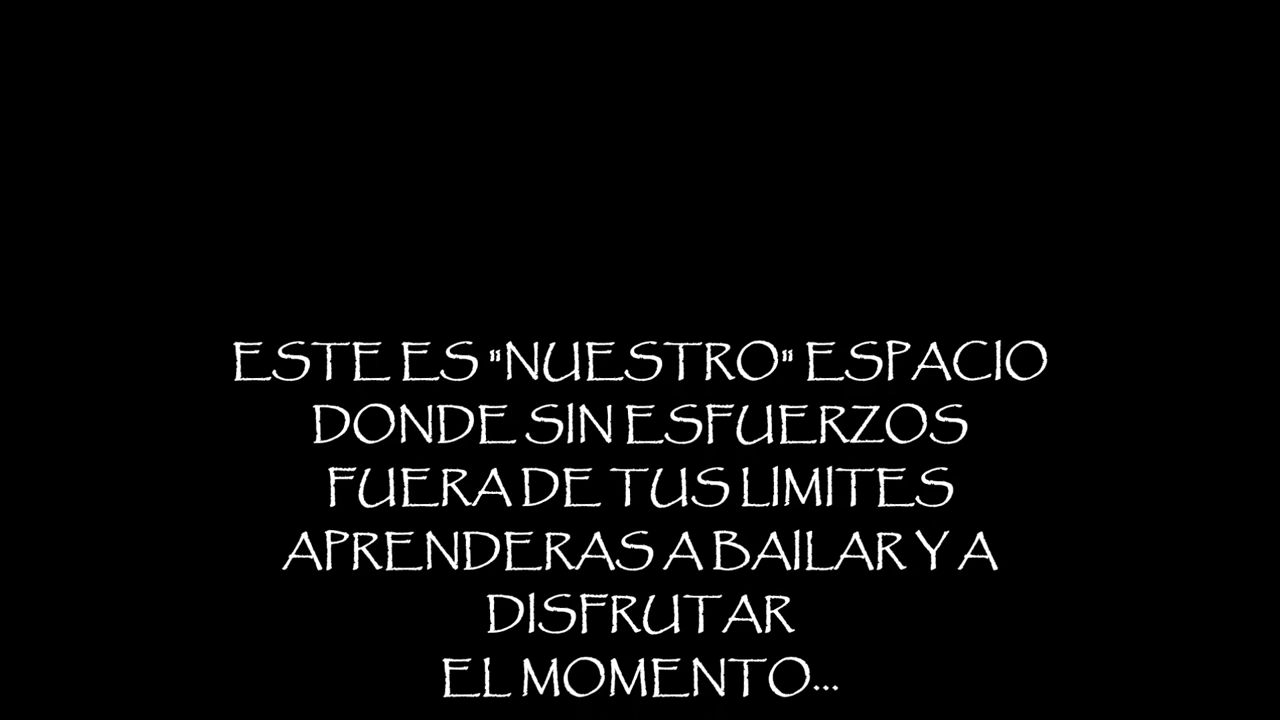 ESTE ES "NUESTRO" ESPACIO
DONDE SIN ESFUERZOS
FUERA DE TUS LIMITES
APRENDERAS A BAILAR Y A
DISFRUTAR
EL MOMENTO...